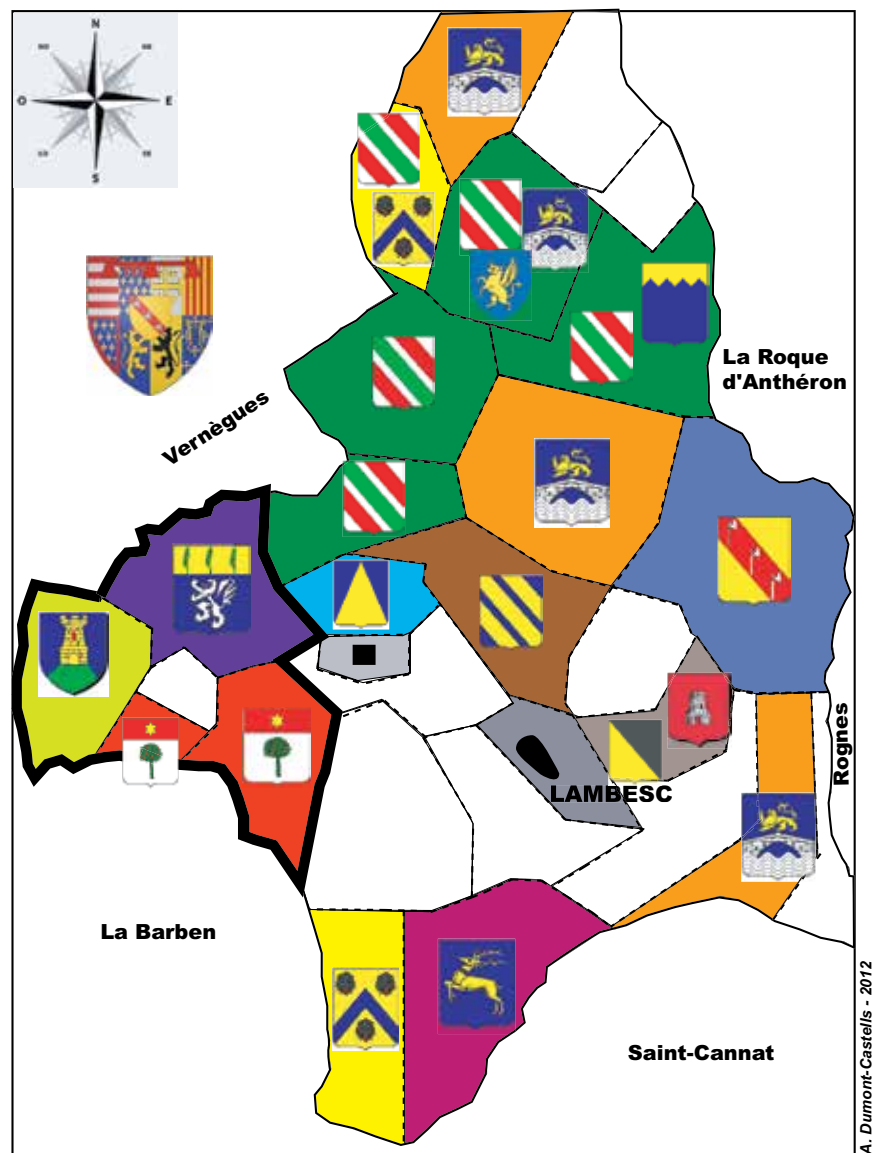 N
O
E
S
La Roque
d'Anthéron
Vernègues
Rognes
LAMBESC
La Barben
Saint-Cannat
A. Dumont-Castells - 2012